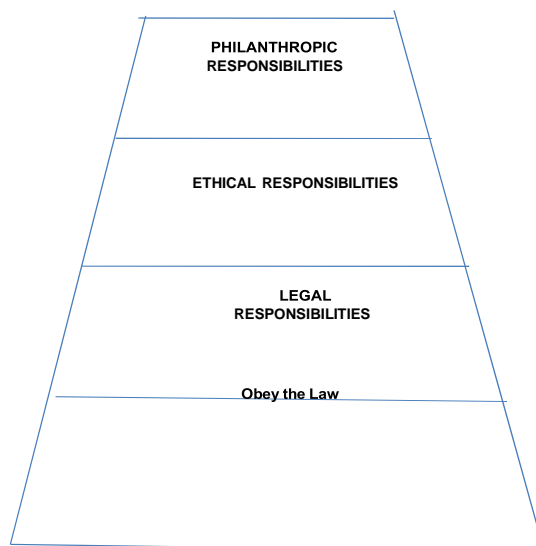 PHILANTHROPIC
RESPONSIBILITIES
ETHICAL RESPONSIBILITIES
LEGAL
RESPONSIBILITIES
Obey the Law